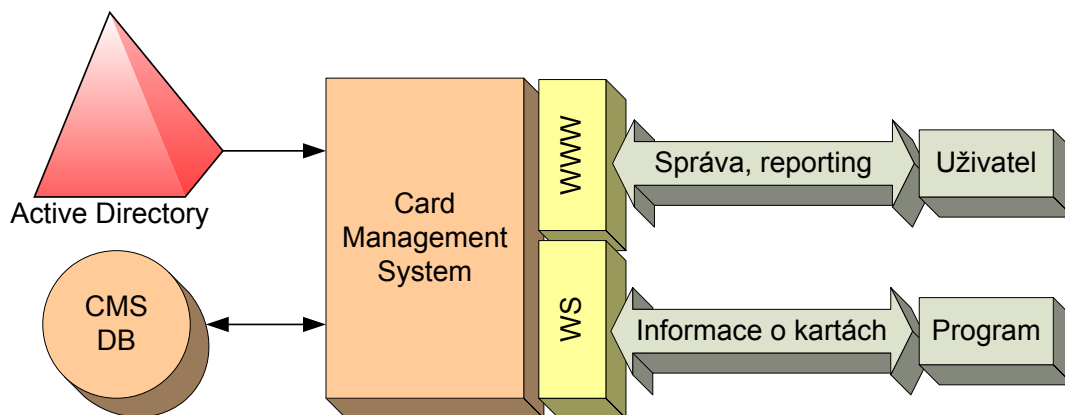 Active Directory
CMS
DB
Card
Management
System
WWW
WS
Správa, reporting
Uživatel
Informace o kartách
Program